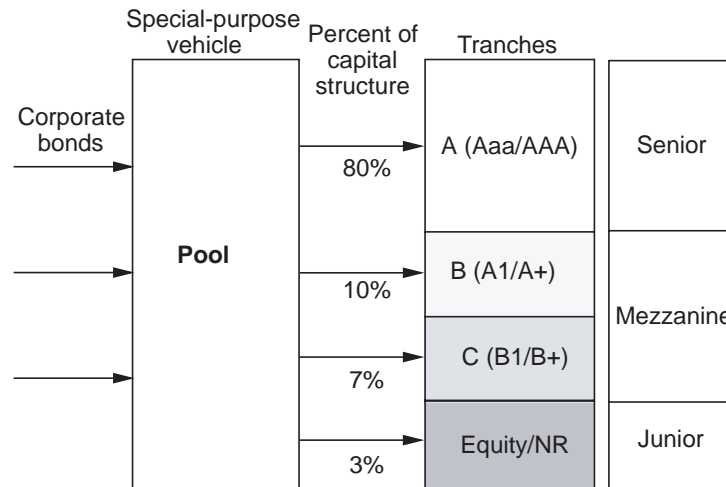 Special-purpose
vehicle
Percent of
capital
structure
Tranches
Corporate
bonds
Pool
80%
10%
7%
3%
A (Aaa/AAA)
B (A1/A+)
C (B1/B+)
Equity/NR
Senior
Mezzanine
Junior